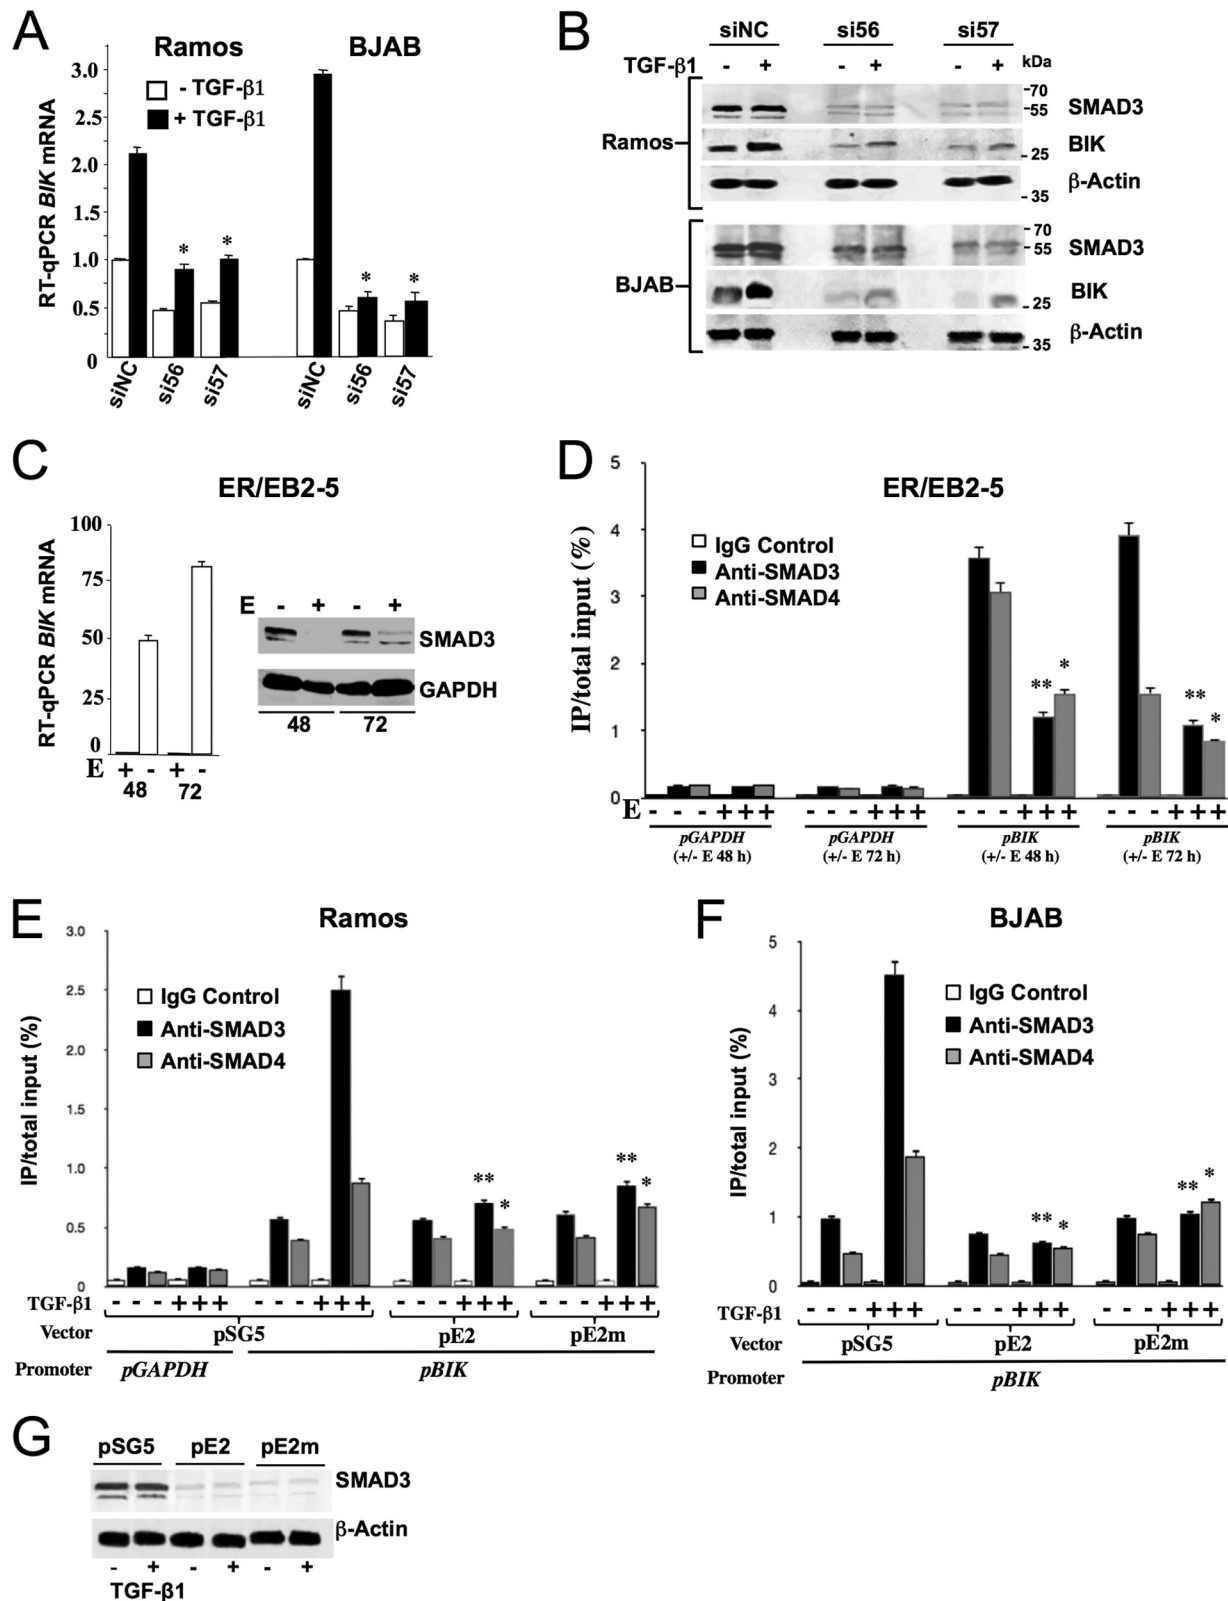 A
Ramos
BJAB
RT-qPCR BIK mRNA
3.0
2.5
2.0
1.5
1.0
0.5
0
- TGF-β1
+ TGF-β1
* * * *
siNC si56 si57 siNC si56 si57
B
siNC si56 si57
TGF-β1 - + - + - + kDa
Ramos
-70
-55
SMAD3
- 25
BIK
- 35
β-Actin
BJAB
- 70
- 55
SMAD3
- 25
BIK
- 35
β-Actin
C
ER/EB2-5
RT-qPCR BIK mRNA
100
75
50
25
0
E + - + -
48 72
E - + - +
SMAD3
GAPDH
48 72
D
ER/EB2-5
IP/total input (%)
5
4
3
2
1
0
IgG Control
Anti-SMAD3
Anti-SMAD4
** * ** *
E - - - + + + - - - + + + - - - + + + - - - + + +
pGAPDH pGAPDH pBIK pBIK
(+/- E 48 h) (+/- E 72 h) (+/- E 48 h) (+/- E 72 h)
E
Ramos
IP/total input (%)
3.0
2.5
2.0
1.5
1.0
0.5
0
IgG Control
Anti-SMAD3
Anti-SMAD4
** * ** *
TGF-β1 - - - + + + - - - + + + - - - + + + - - - + + +
Vector pSG5 pE2 pE2m
Promoter pGAPDH pBIK
F
BJAB
IP/total input (%)
5
4
3
2
1
0
IgG Control
Anti-SMAD3
Anti-SMAD4
** * ** *
TGF-β1 - - - + + + - - - + + + - - - + + +
Vector pSG5 pE2 pE2m
Promoter pBIK
G
pSG5 pE2 pE2m
SMAD3
β-Actin
- + - + - +
TGF-β1